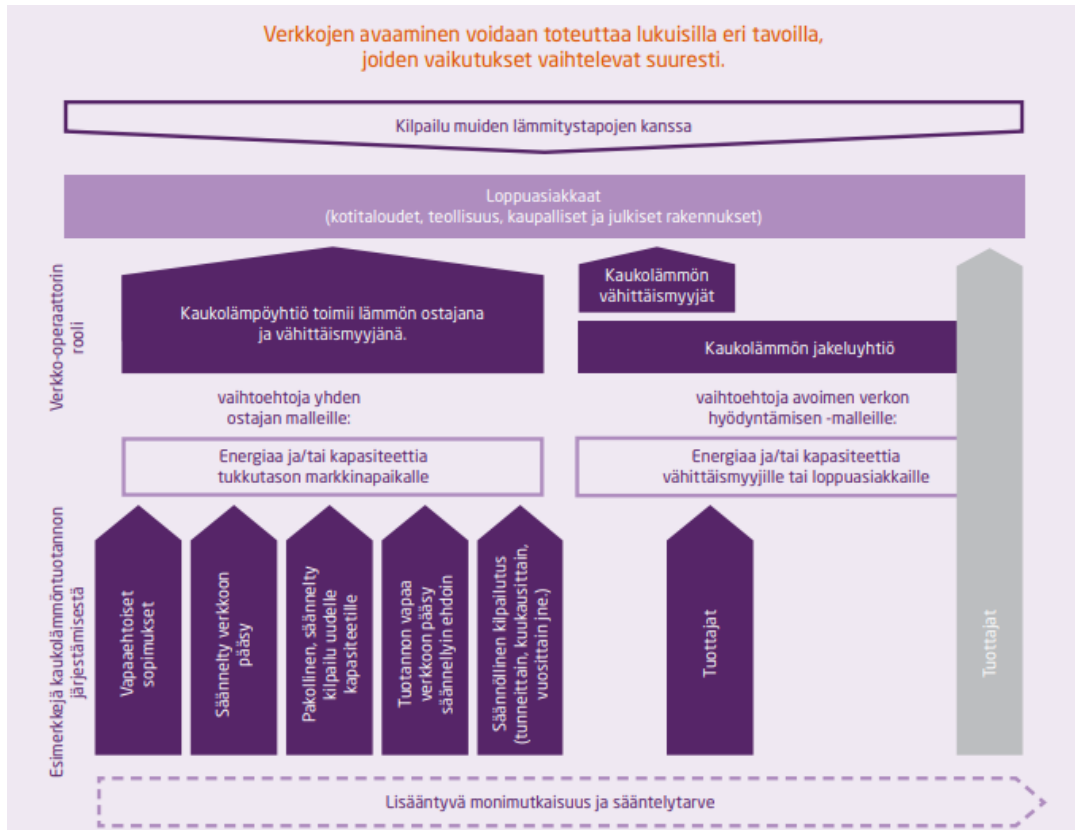 Verkkojen avaaminen voidaan toteuttaa lukuisilla eri tavoilla,
joiden vaikutukset vaihtelevat suuresti.
Kilpailu muiden lämmitystapojen kanssa
Loppuasiakkaat
(kotitaloudet, teollisuus, kaupalliset ja julkiset rakennukset)
Verkko-operaattorin
rooli
Kaukolämpöyhtiö toimii lämmön ostajana
ja vähittäismyyjänä.
Kaukolämmön
vähittäismyyjät
Kaukolämmön jakeluyhtiö
vaihtoehtoja yhden
ostajan malleille:
vaihtoehtoja avoimen verkon
hyödyntämisen -malleille:
Energiaa ja/tai kapasiteettia
tukkutason markkinapaikalle
Energiaa ja/tai kapasiteettia
vähittäismyyjille tai loppuasiakkaille
Esimerkkejä kaukolämmöntuotannon
järjestämisestä
Vapaaehtoiset
sopimukset
Säännelty verkkoon
pääsy
Pakollinen, säännelty
kilpailu uudelle
kapasiteetille
Tuotannon vapaa
verkkoon pääsy
säännellyin ehdoin
Säännöllinen kilpailutus
(tunneittain, kuukausittain,
vuosittain jne.)
Tuottajat
Tuottajat
Lisääntyvä monimutkaisuus ja sääntelytarve